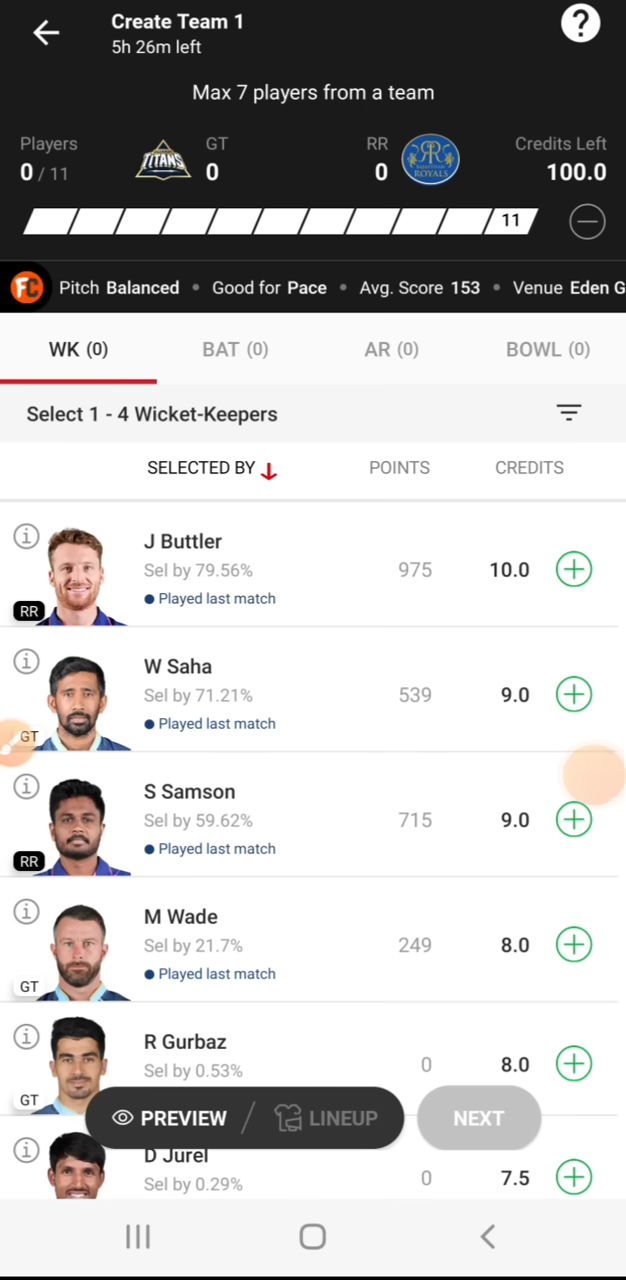 Create Team 1
5h 26m left
?
Max 7 players from a team
Players
0 / 11
TITANS
GT
0
RR
0
RR
ROYALS
Credits Left
100.0
11
FC Pitch Balanced • Good for Pace • Avg. Score 153 • Venue Eden G
WK (0) BAT (0) AR (0) BOWL (0)
Select 1 - 4 Wicket-Keepers
SELECTED BY POINTS CREDITS
J Buttler
Sel by 79.56% 975 10.0
Played last match
RR
W Saha
Sel by 71.21% 539 9.0
Played last match
GT
S Samson
Sel by 59.62% 715 9.0
Played last match
RR
M Wade
Sel by 21.7% 249 8.0
Played last match
GT
R Gurbaz
Sel by 0.53% 0 8.0
GT
PREVIEW / LINEUP NEXT
D Jurel
Sel by 0.29% 0 7.5